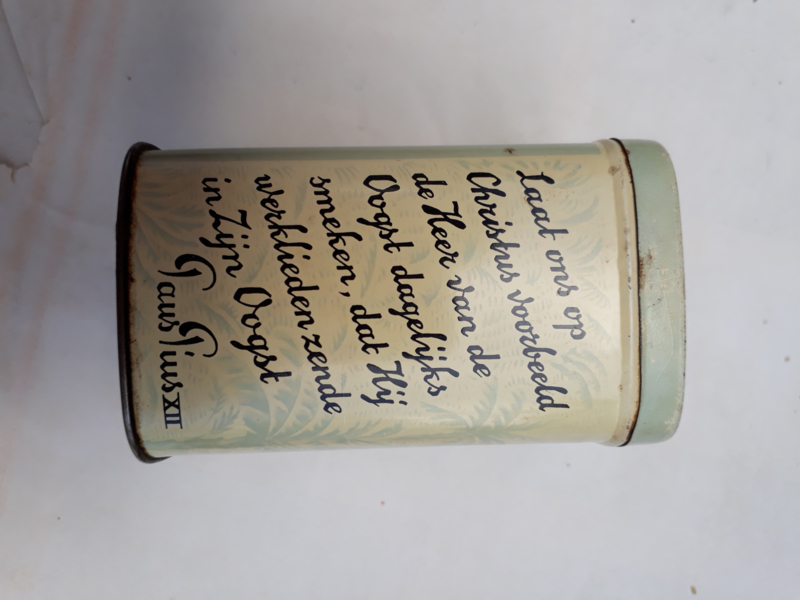 Laat ons op
Christus voorbeeld
de Heer van de
Oogst dagelijks
smeken, dat Hij
werklieden zende
in Zijn Oogst
Paus Pius XII